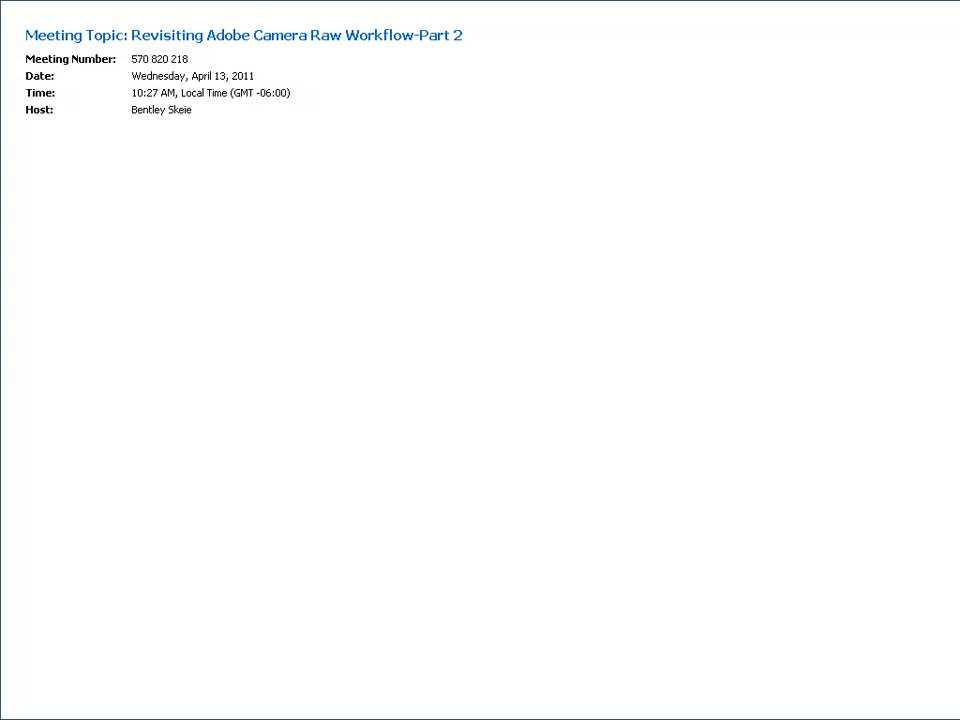 Meeting Topic: Revisiting Adobe Camera Raw Workflow-Part 2
Meeting Number: 570 820 218
Date: Wednesday, April 13, 2011
Time: 10:27 AM, Local Time (GMT -06:00)
Host: Bentley Skeie